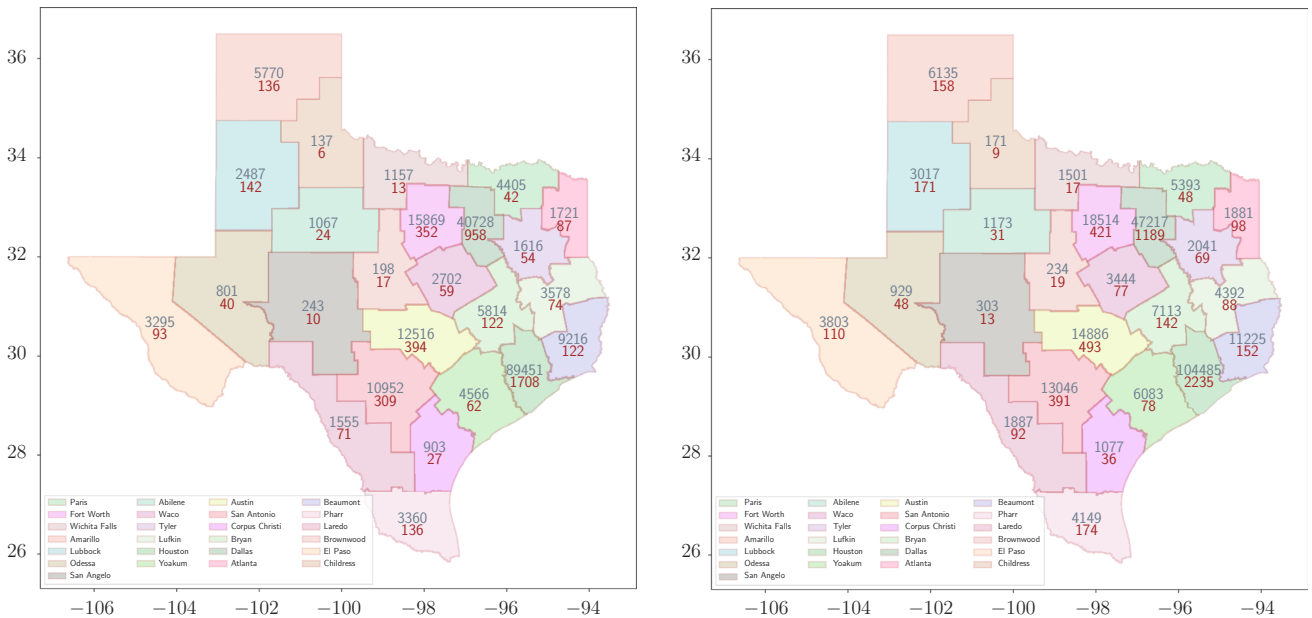 36
34
32
30
28
26
−106
−104
−102
−100
−98
−96
−94
5770
136
137
6
2487
142
1157
13
4405
42
1067
24
15869
352
40728
958
1721
87
1616
54
198
17
2702
59
801
40
243
10
3578
74
5814
122
3295
93
12516
394
9216
122
89451
1708
10952
309
4566
62
1555
71
903
27
3360
136
Paris
Fort Worth
Wichita Falls
Amarillo
Lubbock
Odessa
San Angelo
Abilene
Waco
Tyler
Lufkin
Houston
Yoakum
Austin
San Antonio
Corpus Christi
Bryan
Dallas
Atlanta
Beaumont
Pharr
Laredo
Brownwood
El Paso
Childress
36
34
32
30
28
26
−106
−104
−102
−100
−98
−96
−94
6135
158
171
9
3017
171
1501
17
5393
48
1173
31
18514
421
47217
1189
1881
98
2041
69
234
19
3444
77
929
48
303
13
4392
88
7113
142
3803
110
14886
493
11225
152
104485
2235
13046
391
6083
78
1887
92
1077
36
4149
174
Paris
Fort Worth
Wichita Falls
Amarillo
Lubbock
Odessa
San Angelo
Abilene
Waco
Tyler
Lufkin
Houston
Yoakum
Austin
San Antonio
Corpus Christi
Bryan
Dallas
Atlanta
Beaumont
Pharr
Laredo
Brownwood
El Paso
Childress